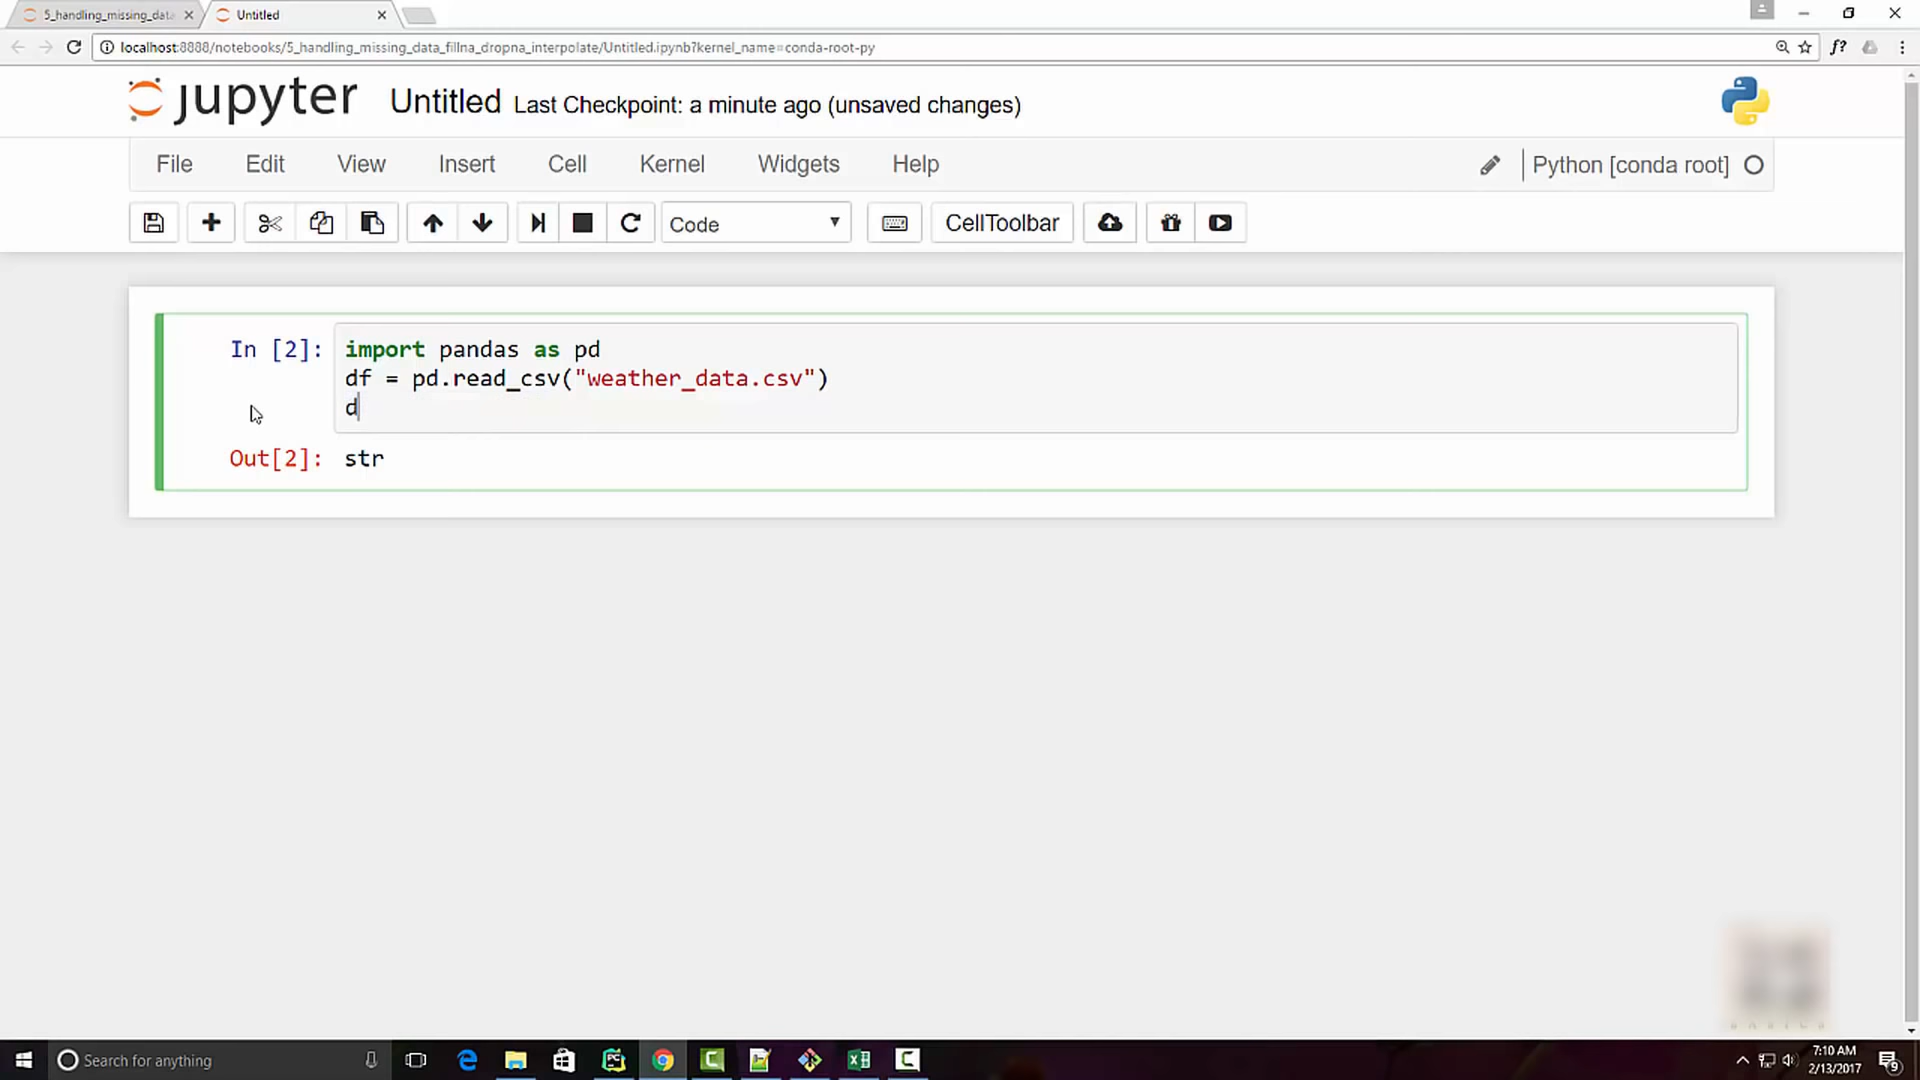 5_handling_missing_data
Untitled
localhost:8888/notebooks/5_handling_missing_data_fillna_dropna_interpolate/Untitled.ipynb?kernel_name=conda-root-py
f?
jupyter Untitled Last Checkpoint: a minute ago (unsaved changes)
File Edit View Insert Cell Kernel Widgets Help Python [conda root]
Code CellToolbar
In [2]: import pandas as pd
df = pd.read_csv("weather_data.csv")
d
Out[2]: str
Search for anything
7:10 AM
2/13/2017